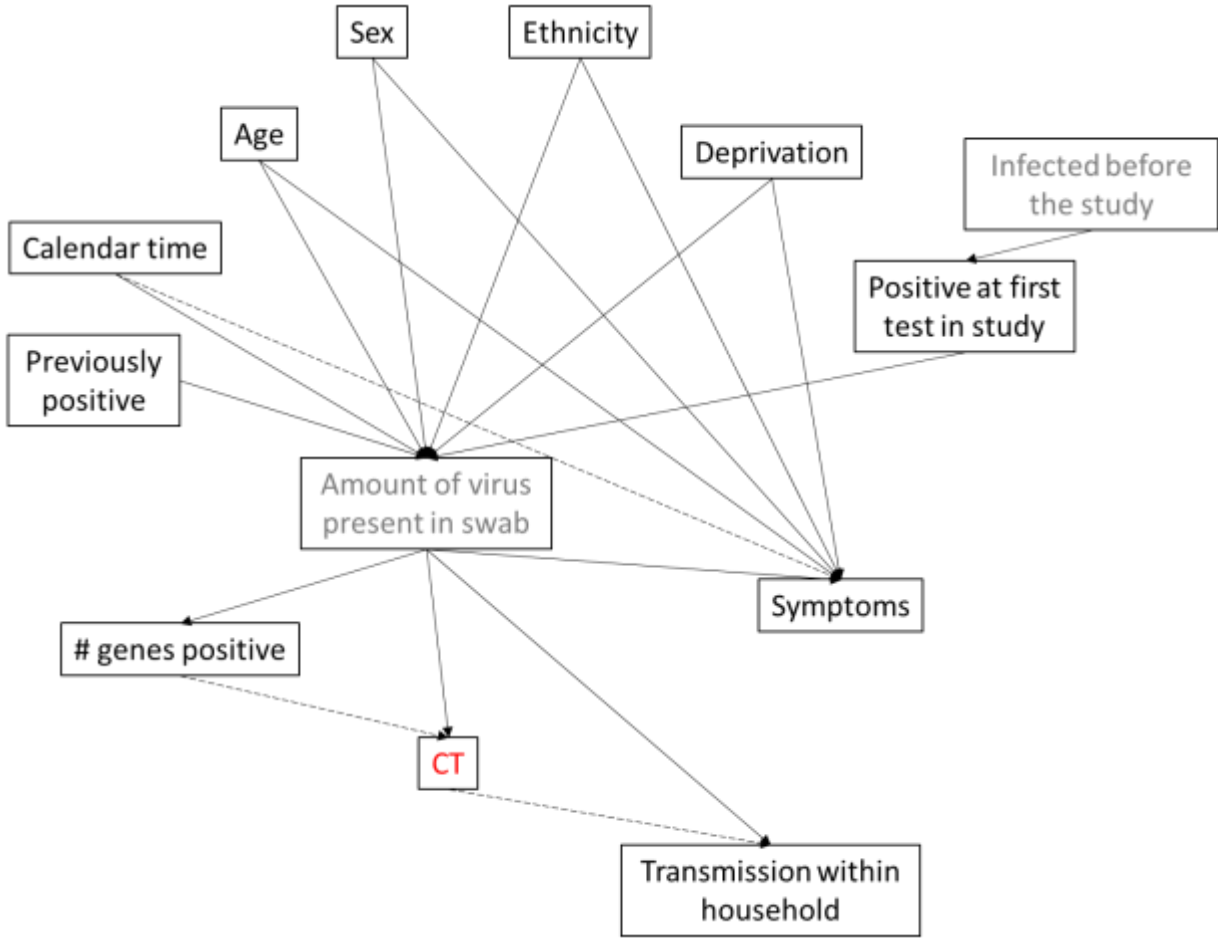 Sex
Ethnicity
Age
Deprivation
Infected before
the study
Calendar time
Positive at first
test in study
Previously
positive
Amount of virus
present in swab
Symptoms
# genes positive
CT
Transmission within
household